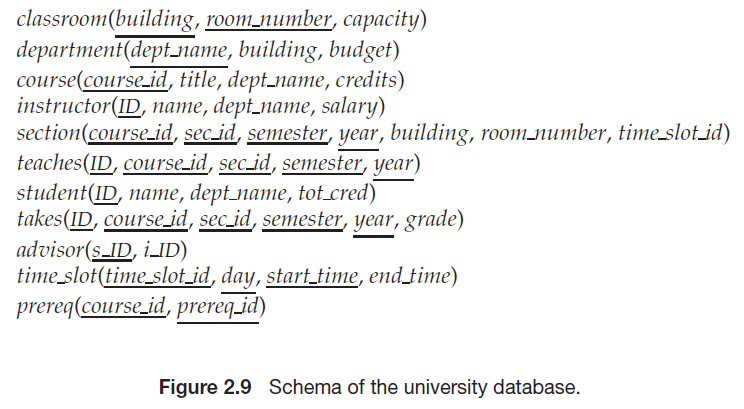 classroom(building, room_number, capacity)
department(dept_name, building, budget)
course(course_id, title, dept_name, credits)
instructor(ID, name, dept_name, salary)
section(course_id, sec_id, semester, year, building, room_number, time_slot_id)
teaches(ID, course_id, sec_id, semester, year)
student(ID, name, dept_name, tot_cred)
takes(ID, course_id, sec_id, semester, year, grade)
advisor(s_ID, i_ID)
time_slot(time_slot_id, day, start_time, end_time)
prereq(course_id, prereq_id)
Figure 2.9 Schema of the university database.